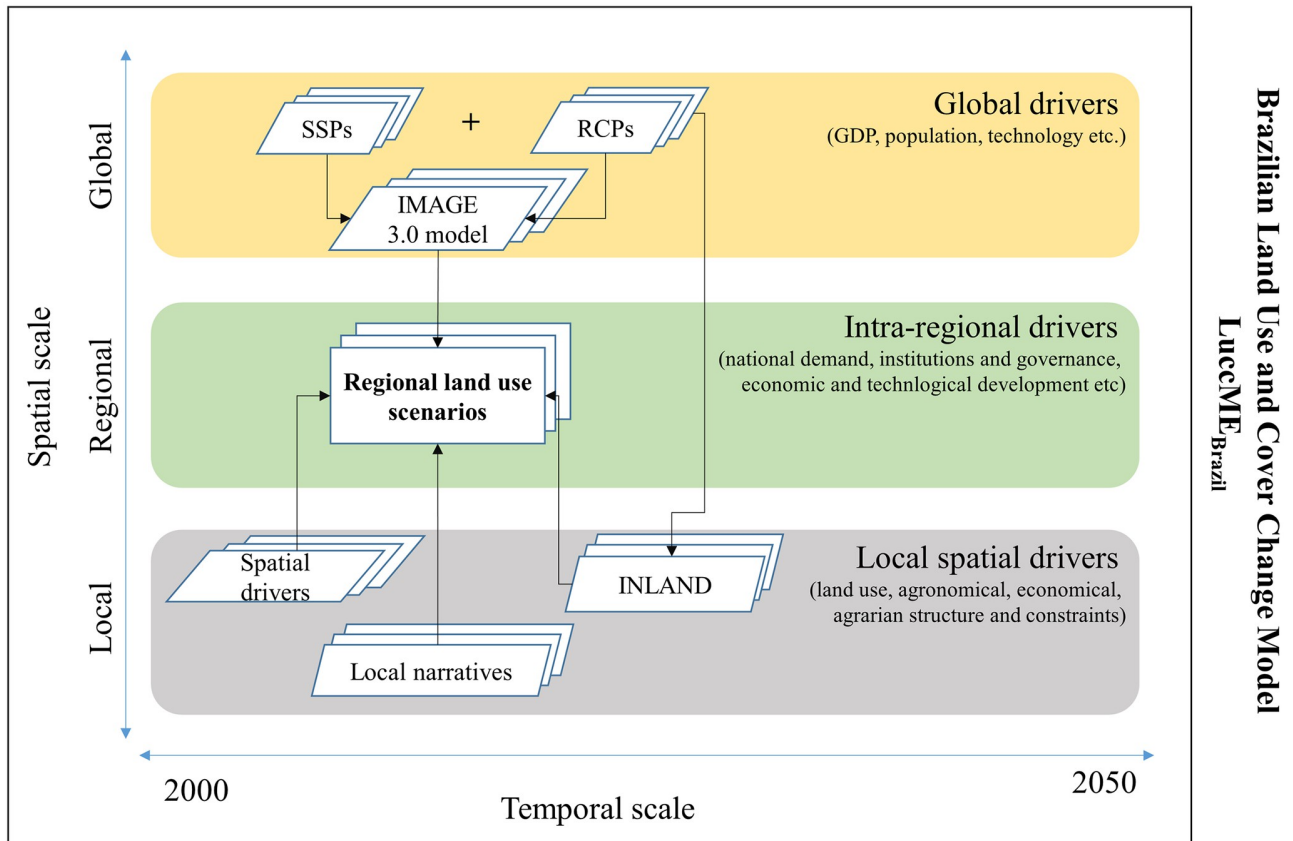 Global drivers
(GDP, population, technology etc.)
SSPs
+
RCPs
IMAGE
3.0 model
Global
Intra-regional drivers
(national demand, institutions and governance,
economic and technlogical development etc)
Regional land use
scenarios
Spatial scale
Regional
Local spatial drivers
(land use, agronomical, economical,
agrarian structure and constraints)
Spatial
drivers
INLAND
Local narratives
Local
2000
2050
Temporal scale
Brazilian Land Use and Cover Change Model
LuccME Brazil